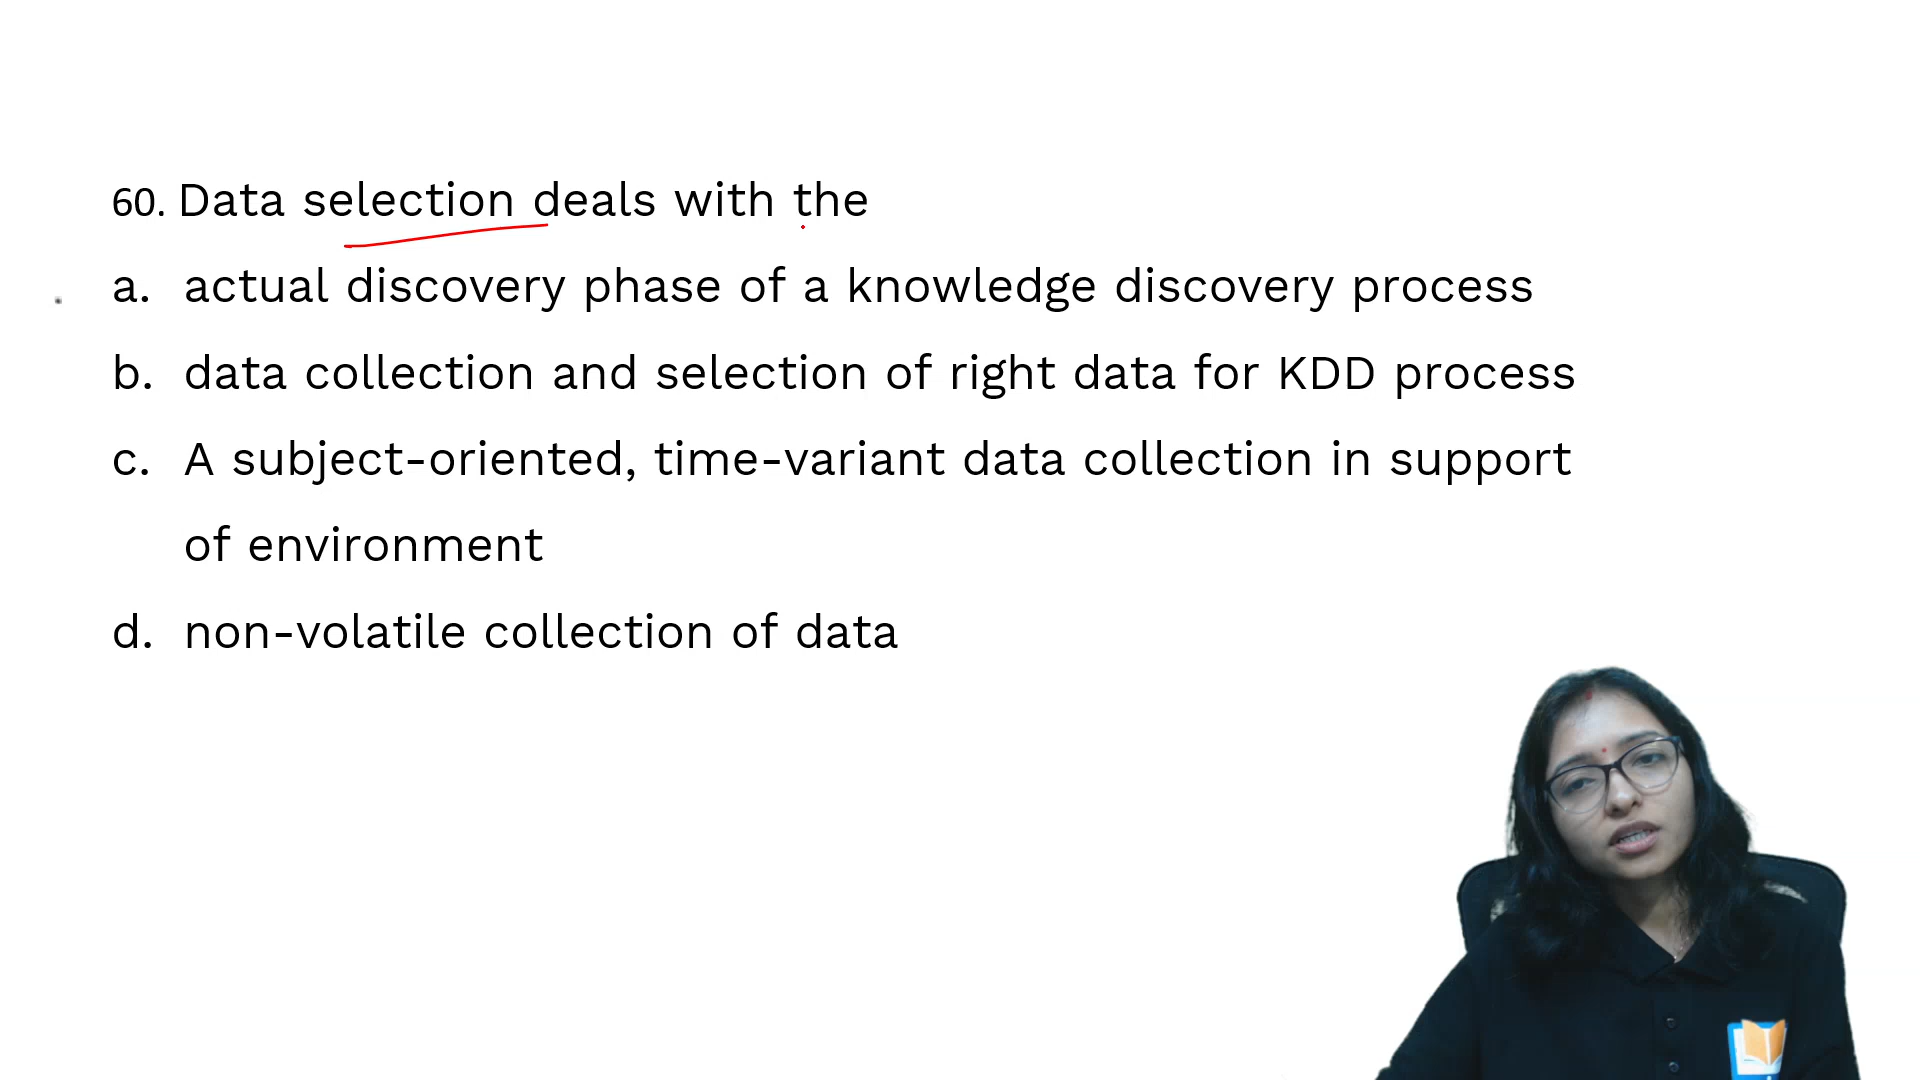 60. Data selection deals with the
a. actual discovery phase of a knowledge discovery process
b. data collection and selection of right data for KDD process
c. A subject-oriented, time-variant data collection in support
of environment
d. non-volatile collection of data